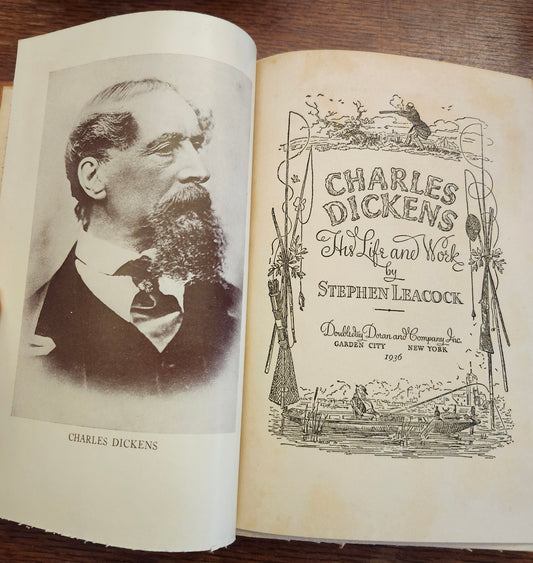 CHARLES DICKENS
CHARLES
DICKENS
His Life and Work
by
STEPHEN LEACOCK
Doubleday Doran and Company Inc.
GARDEN CITY NEW YORK
1936